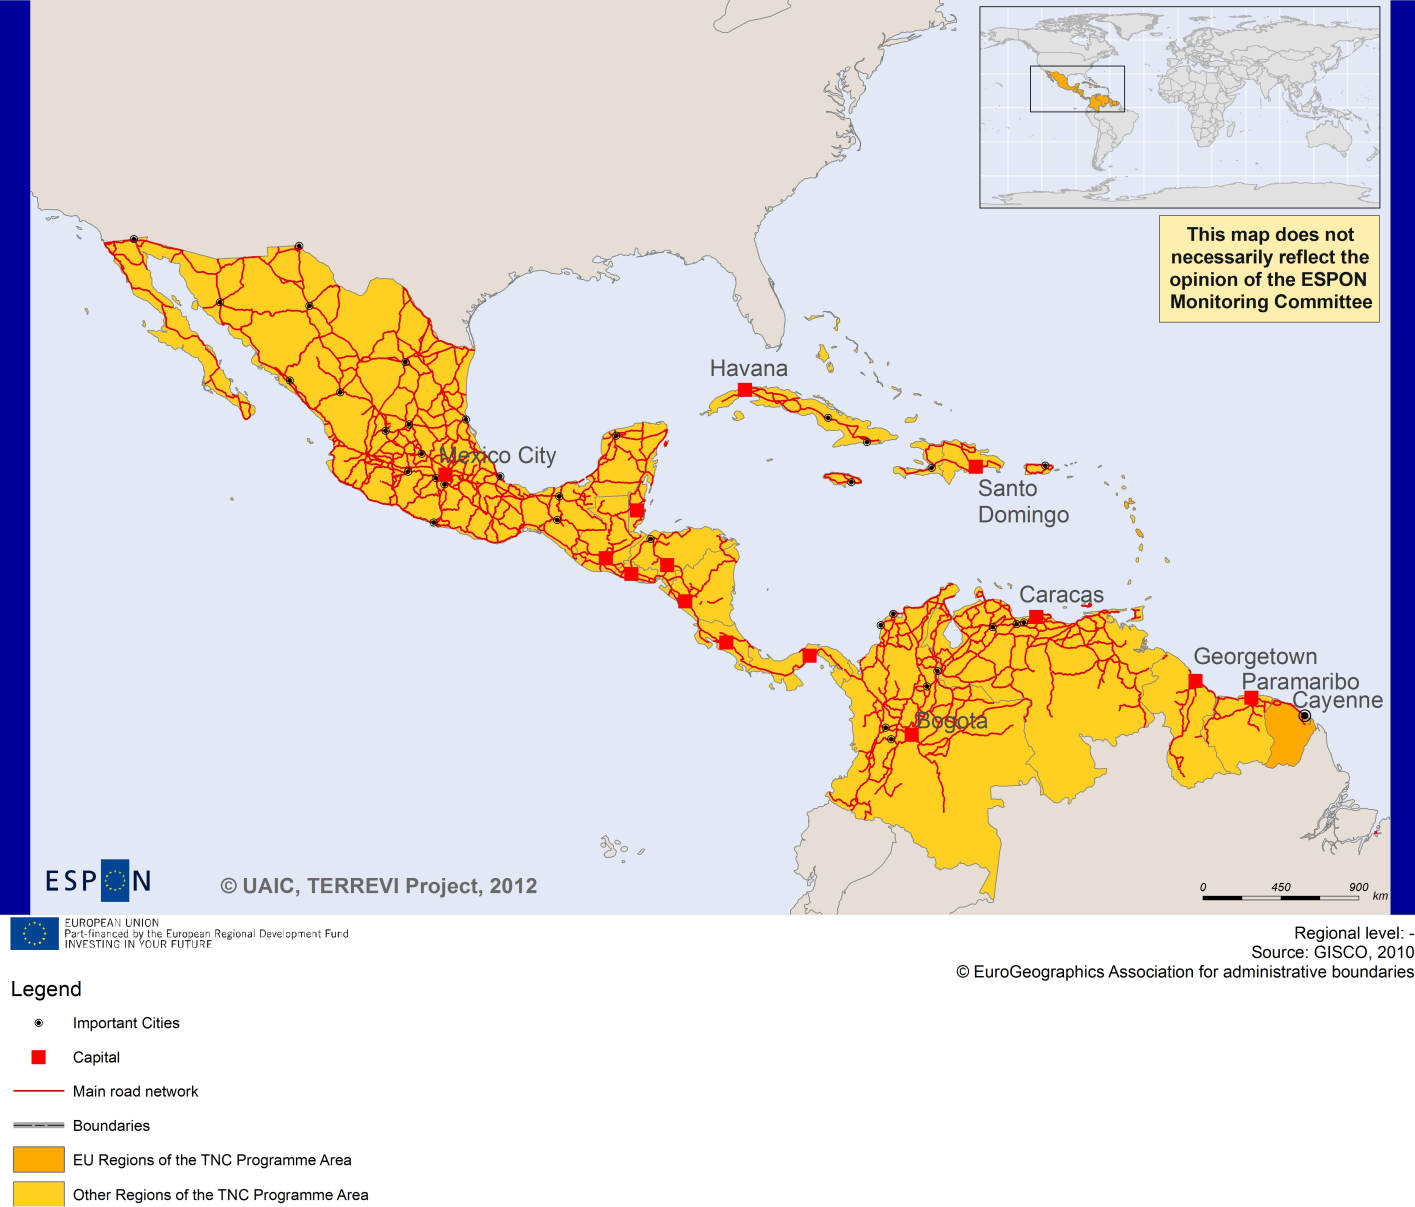 This map does not
necessarily reflect the
opinion of the ESPON
Monitoring Committee
Havana
Mexico City
Santo
Domingo
Caracas
Georgetown
Paramaribo
Cayenne
Bogota
ESPON
© UAIC, TERREVI Project, 2012
0 450 900
km
EUROPEAN UNION
Part-financed by the European Regional Development Fund
INVESTING IN YOUR FUTURE
Regional level: -
Source: GISCO, 2010
© EuroGeographics Association for administrative boundaries
Legend
Important Cities
Capital
Main road network
Boundaries
EU Regions of the TNC Programme Area
Other Regions of the TNC Programme Area